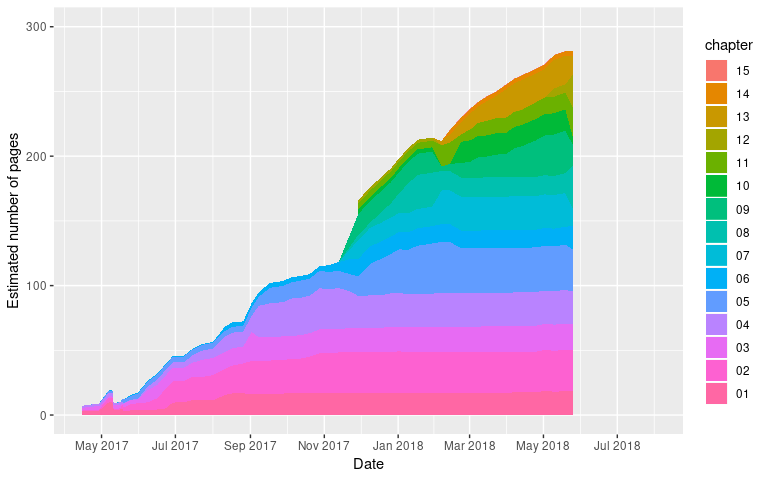 300
200
100
0
Estimated number of pages
May 2017
Jul 2017
Sep 2017
Nov 2017
Jan 2018
Mar 2018
May 2018
Jul 2018
Date
chapter
15
14
13
12
11
10
09
08
07
06
05
04
03
02
01